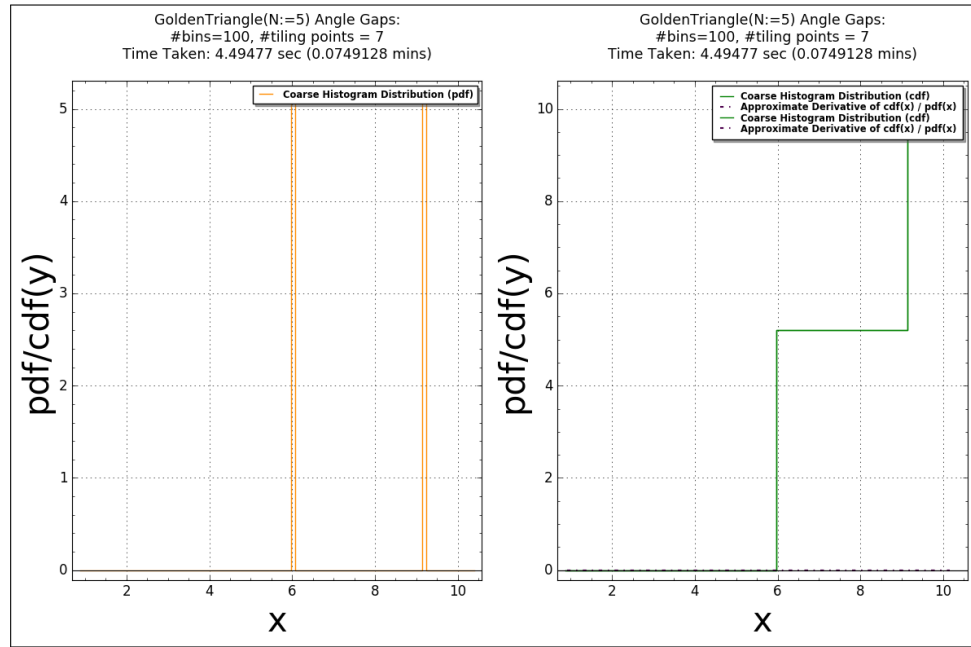 GoldenTriangle(N:=5) Angle Gaps:
#bins=100, #tiling points = 7
Time Taken: 4.49477 sec (0.0749128 mins)
Coarse Histogram Distribution (pdf)
5
4
3
2
1
0
2 4 6 8 10
pdf/cdf(y)
x
GoldenTriangle(N:=5) Angle Gaps:
#bins=100, #tiling points = 7
Time Taken: 4.49477 sec (0.0749128 mins)
Coarse Histogram Distribution (cdf)
Approximate Derivative of cdf(x) / pdf(x)
Coarse Histogram Distribution (cdf)
Approximate Derivative of cdf(x) / pdf(x)
10
8
6
4
2
0
2 4 6 8 10
pdf/cdf(y)
x